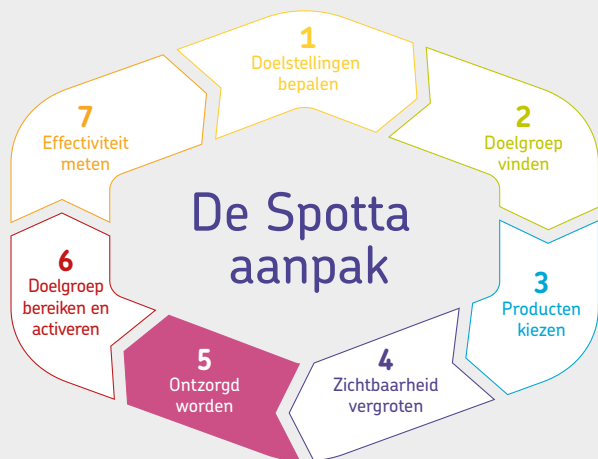 De Spotta
aanpak
1
Doelstellingen
bepalen
2
Doelgroep
vinden
3
Producten
kiezen
4
Zichtbaarheid
vergroten
5
Ontzorgd
worden
6
Doelgroep
bereiken en
activeren
7
Effectiviteit
meten